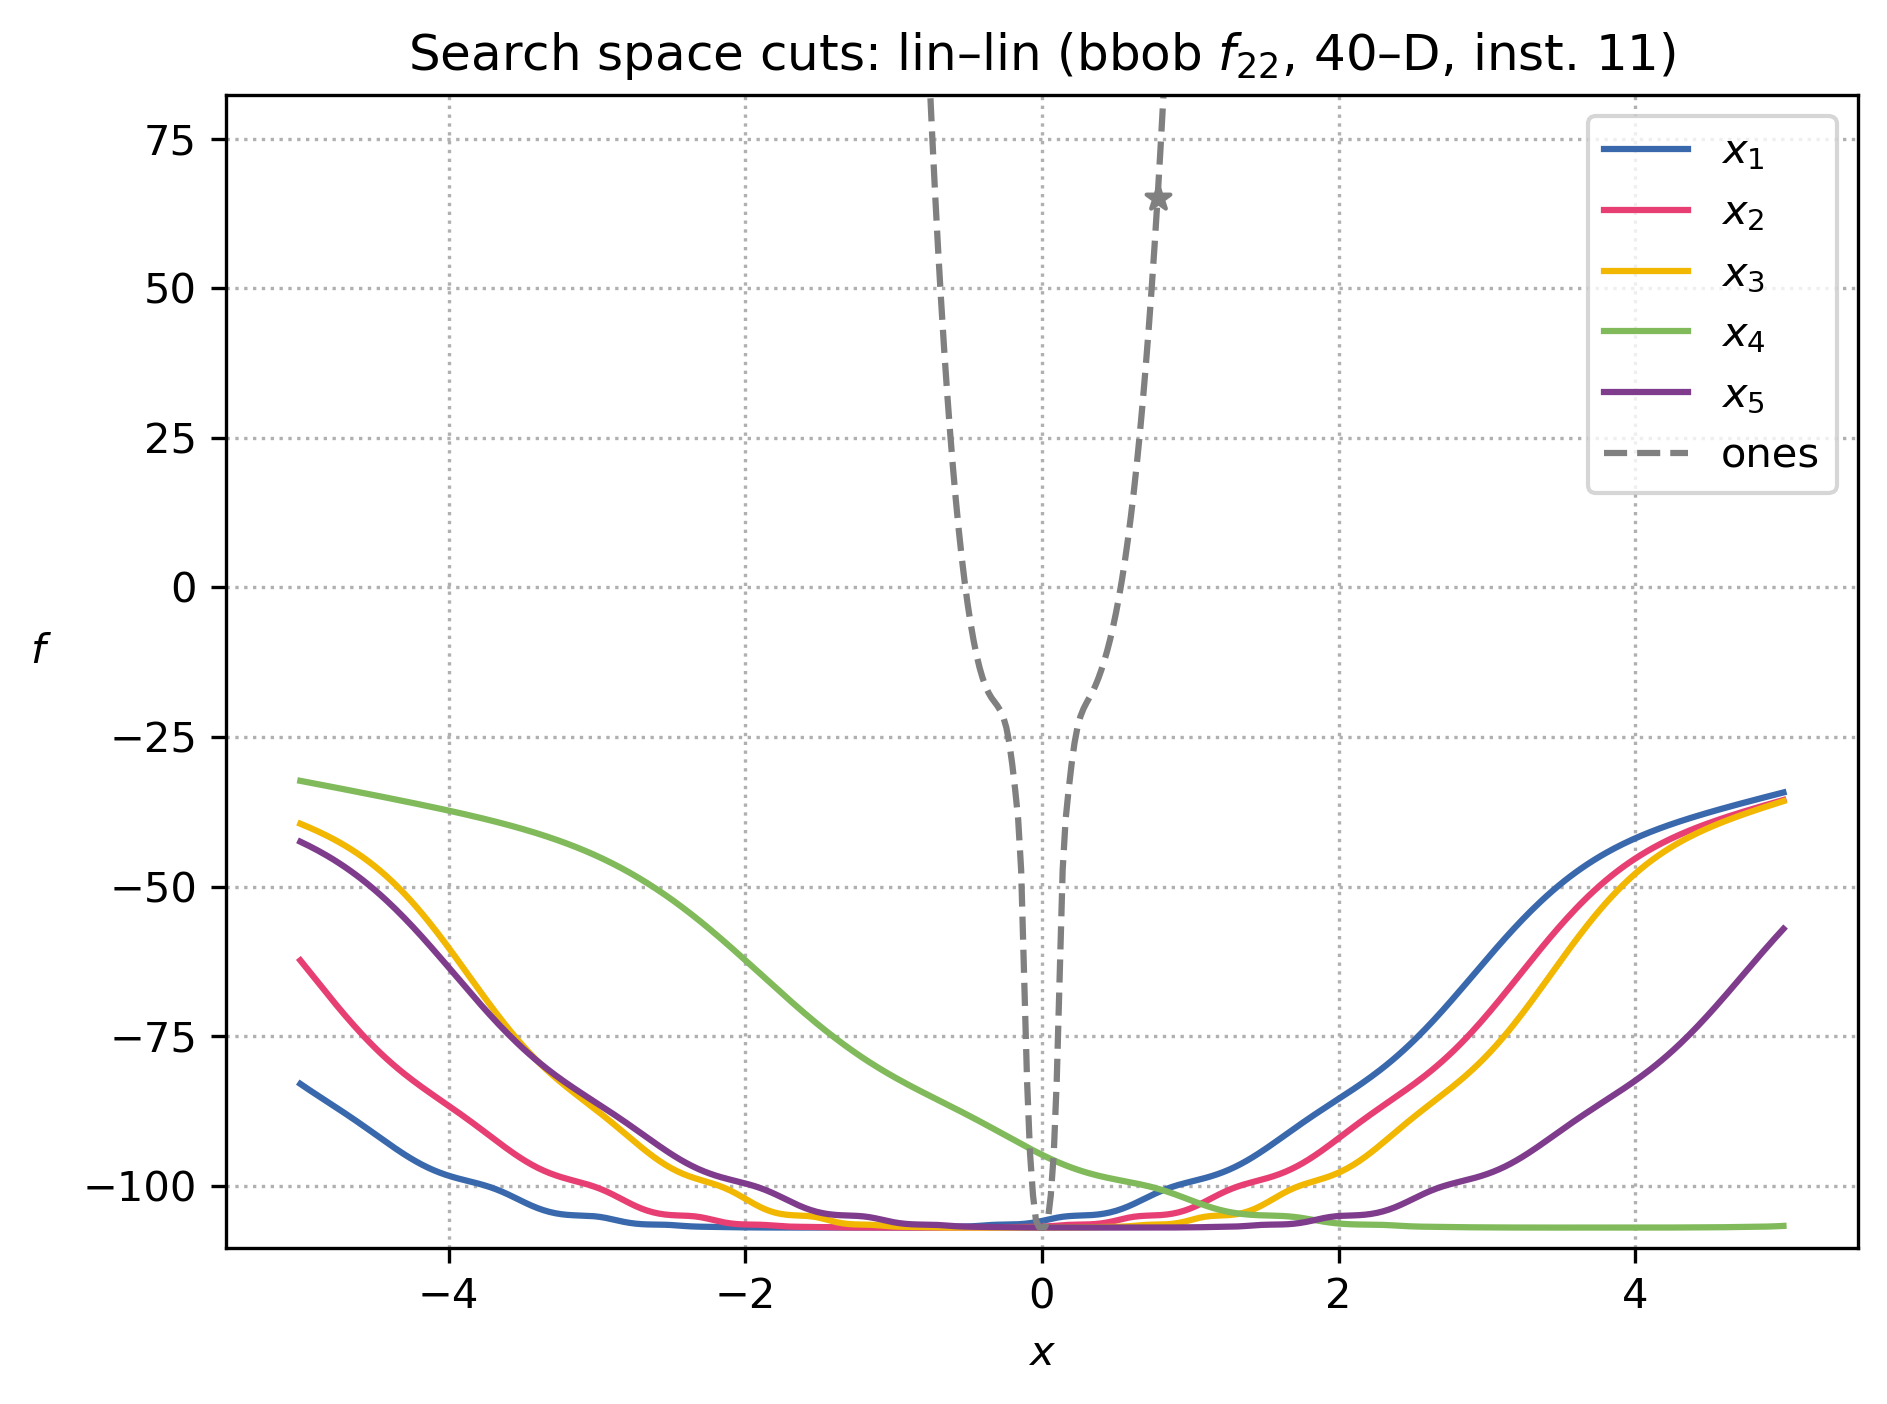 Search space cuts: lin–lin (bbob f22, 40–D, inst. 11)
75
50
25
0
−25
−50
−75
−100
f
−4
−2
0
2
4
x
x1
x2
x3
x4
x5
ones